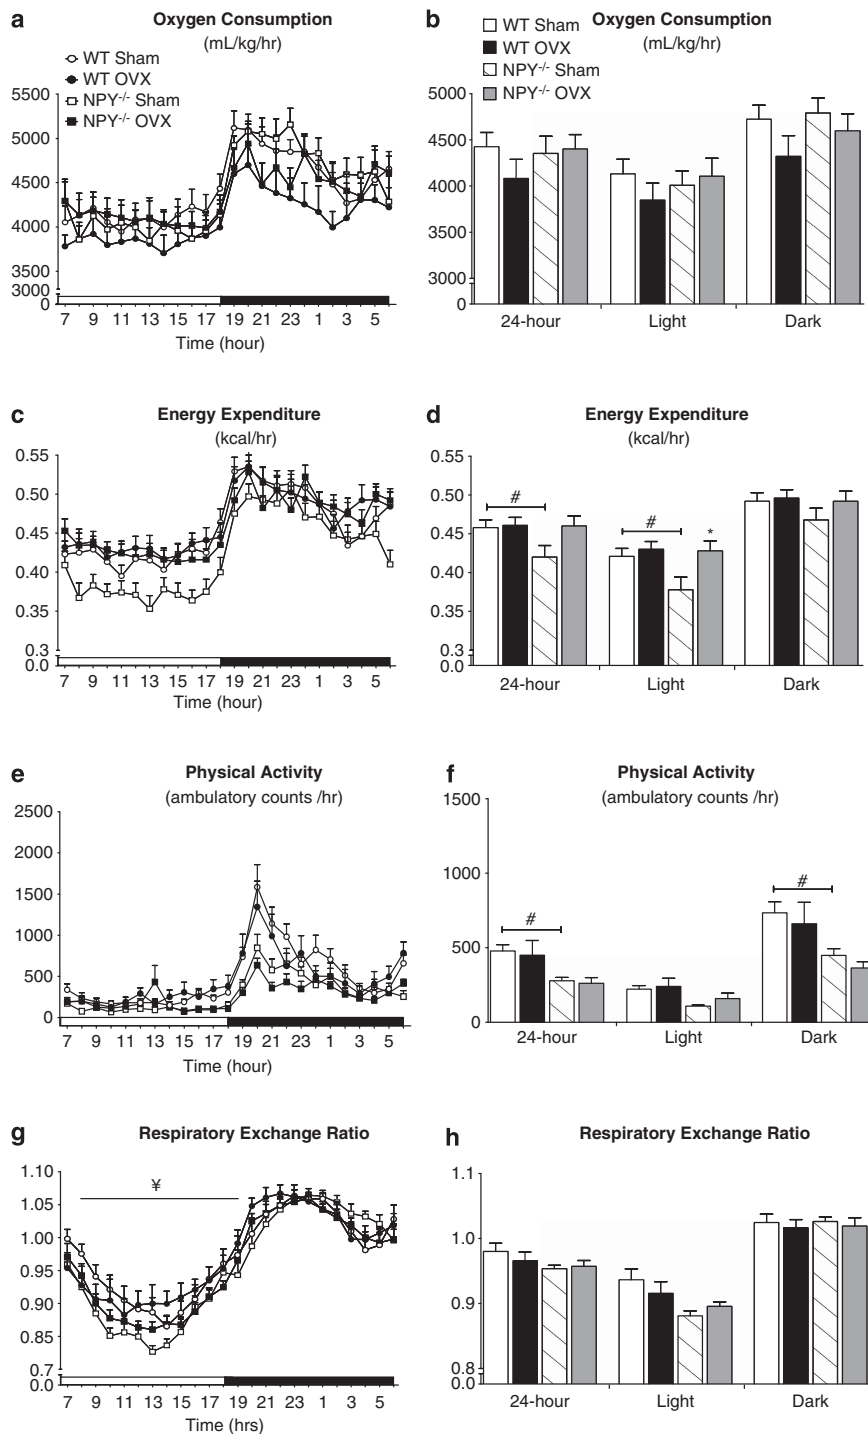 a
Oxygen Consumption
(mL/kg/hr)
WT Sham
WT OVX
NPY-/- Sham
NPY-/- OVX
5500
5000
4500
4000
3500
3000
0
7 9 11 13 15 17 19 21 23 1 3 5
Time (hour)
b
Oxygen Consumption
(mL/kg/hr)
WT Sham
WT OVX
NPY-/- Sham
NPY-/- OVX
5000
4500
4000
3500
3000
0
24-hour Light Dark
c
Energy Expenditure
(kcal/hr)
0.55
0.50
0.45
0.40
0.35
0.3
0.0
7 9 11 13 15 17 19 21 23 1 3 5
d
Energy Expenditure
(kcal/hr)
0.55
0.50
0.45
0.40
0.35
0.3
0.0
# # *
24-hour Light Dark
e
Physical Activity
(ambulatory counts /hr)
2500
2000
1500
1000
500
0
7 9 11 13 15 17 19 21 23 1 3 5
Time (hour)
f
Physical Activity
(ambulatory counts /hr)
1500
1000
500
0
# #
24-hour Light Dark
g
Respiratory Exchange Ratio
1.10
1.05
1.00
0.95
0.90
0.85
0.7
0.0
¥
7 9 11 13 15 17 19 21 23 1 3 5
Time (hrs)
h
Respiratory Exchange Ratio
1.1
1.0
0.9
0.8
0.0
24-hour Light Dark